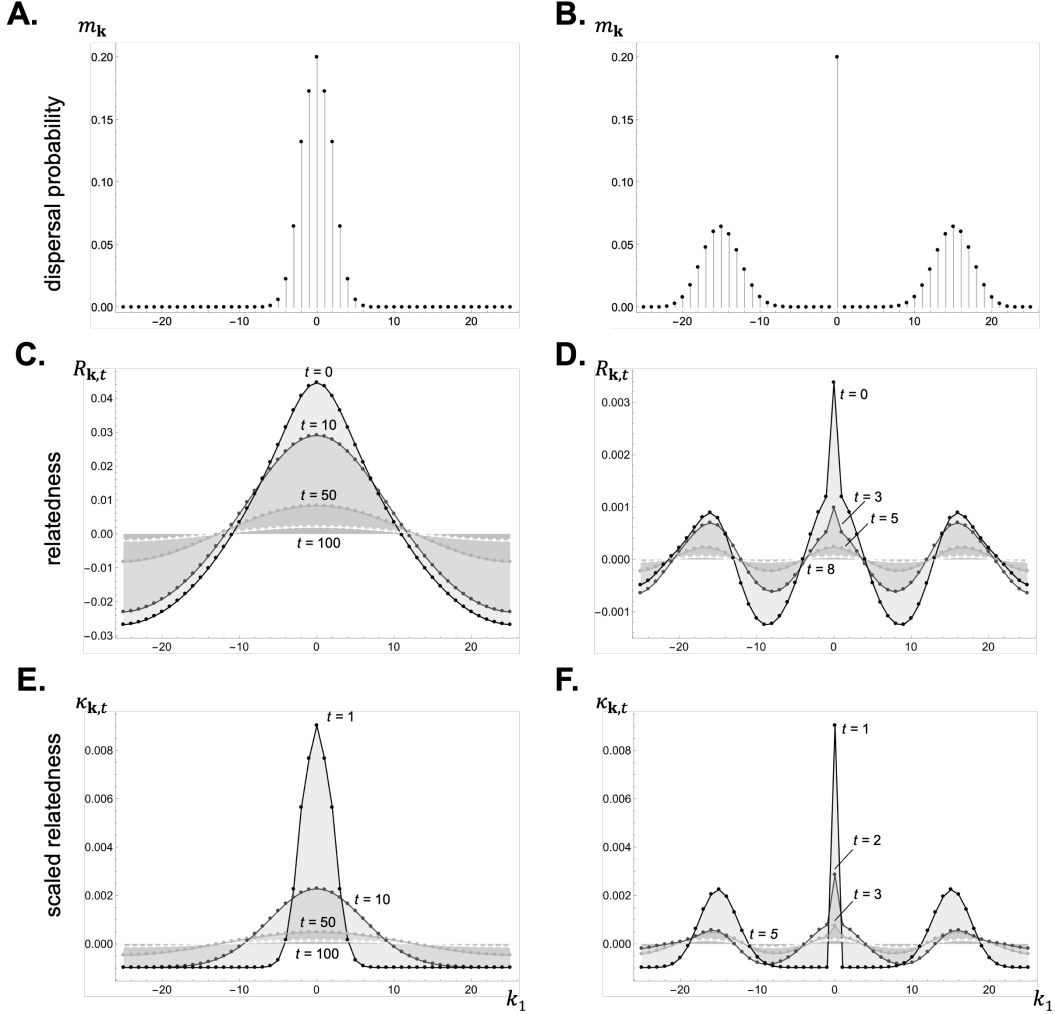 A.
B.
m_k
m_k
dispersal probability
0.20
0.15
0.10
0.05
0.00
−20 −10 0 10 20
0.20
0.15
0.10
0.05
0.00
−20 −10 0 10 20
C.
D.
R_k,t
R_k,t
relatedness
0.04
0.03
0.02
0.01
0.00
−0.01
−0.02
−0.03
t = 0
t = 10
t = 50
t = 100
−20 −10 0 10 20
0.003
0.002
0.001
0.000
−0.001
t = 0
t = 3
t = 5
t = 8
−20 −10 0 10 20
E.
F.
κ_k,t
κ_k,t
scaled relatedness
0.008
0.006
0.004
0.002
0.000
t = 1
t = 10
t = 50
t = 100
−20 −10 0 10 20
k_1
0.008
0.006
0.004
0.002
0.000
t = 1
t = 2
t = 3
t = 5
−20 −10 0 10 20
k_1